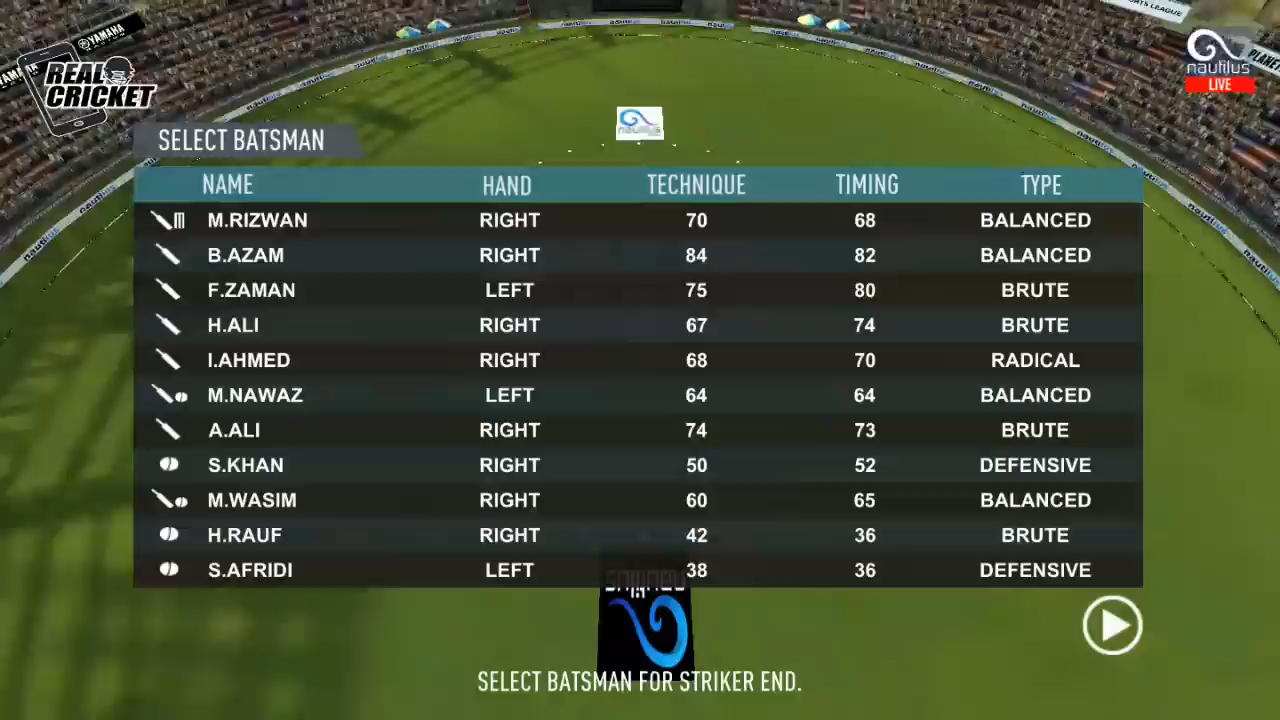 YAMAHA
REAL
CRICKET
nautilus
LIVE
nautilus
SELECT BATSMAN
NAME HAND TECHNIQUE TIMING TYPE
M.RIZWAN RIGHT 70 68 BALANCED
B.AZAM RIGHT 84 82 BALANCED
F.ZAMAN LEFT 75 80 BRUTE
H.ALI RIGHT 67 74 BRUTE
I.AHMED RIGHT 68 70 RADICAL
M.NAWAZ LEFT 64 64 BALANCED
A.ALI RIGHT 74 73 BRUTE
S.KHAN RIGHT 50 52 DEFENSIVE
M.WASIM RIGHT 60 65 BALANCED
H.RAUF RIGHT 42 36 BRUTE
S.AFRIDI LEFT 38 36 DEFENSIVE
SELECT BATSMAN FOR STRIKER END.